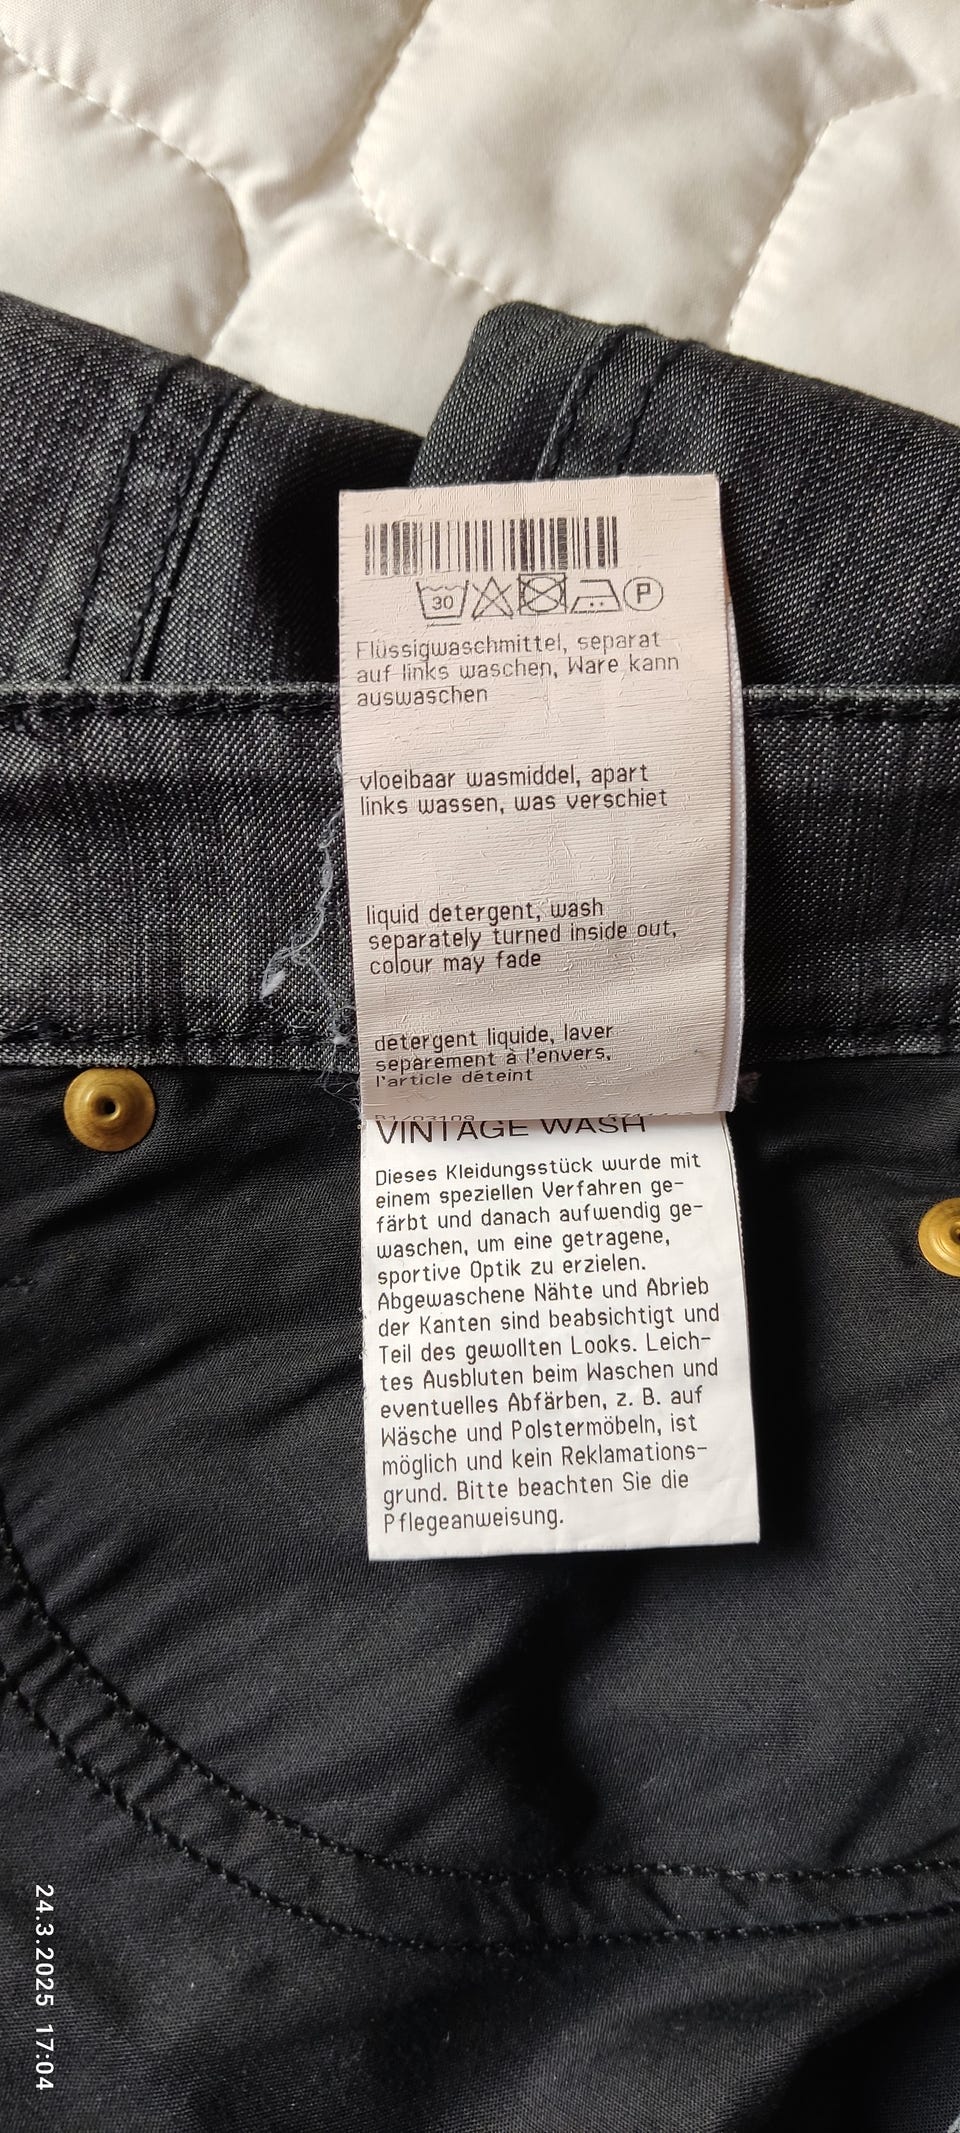 30
P
Flüssigwaschmittel, separat
auf links waschen, Ware kann
auswaschen
vloeibaar wasmiddel, apart
links wassen, was verschiet
liquid detergent, wash
separately turned inside out,
colour may fade
détergent liquide, laver
séparément à l'envers,
l'article déteint
VINTAGE WASH
Dieses Kleidungsstück wurde mit
einem speziellen Verfahren ge-
färbt und danach aufwendig ge-
waschen, um eine getragene,
sportive Optik zu erzielen.
Abgewaschene Nähte und Abrieb
der Kanten sind beabsichtigt und
Teil des gewollten Looks. Leich-
tes Ausbluten beim Waschen und
eventuelles Abfärben, z. B. auf
Wäsche und Polstermöbeln, ist
möglich und kein Reklamations-
grund. Bitte beachten Sie die
Pflegeanweisung.
24.3.2025 17:04